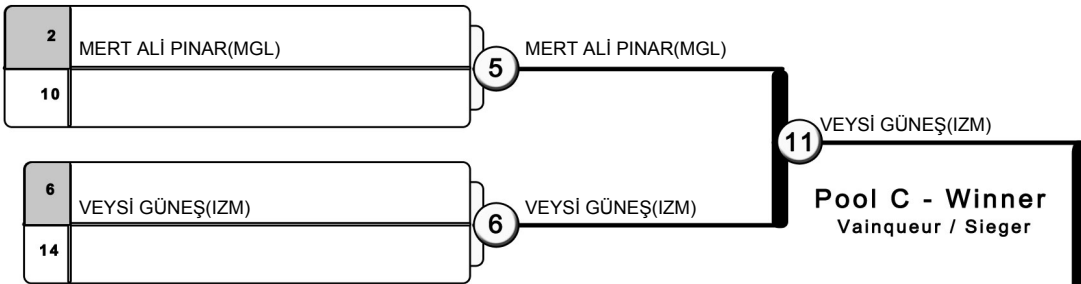 2
MERT ALİ PINAR(MGL)
10
5
MERT ALİ PINAR(MGL)
6
VEYSİ GÜNEŞ(IZM)
14
6
VEYSİ GÜNEŞ(IZM)
11
VEYSİ GÜNEŞ(IZM)
Pool C - Winner
Vainqueur / Sieger